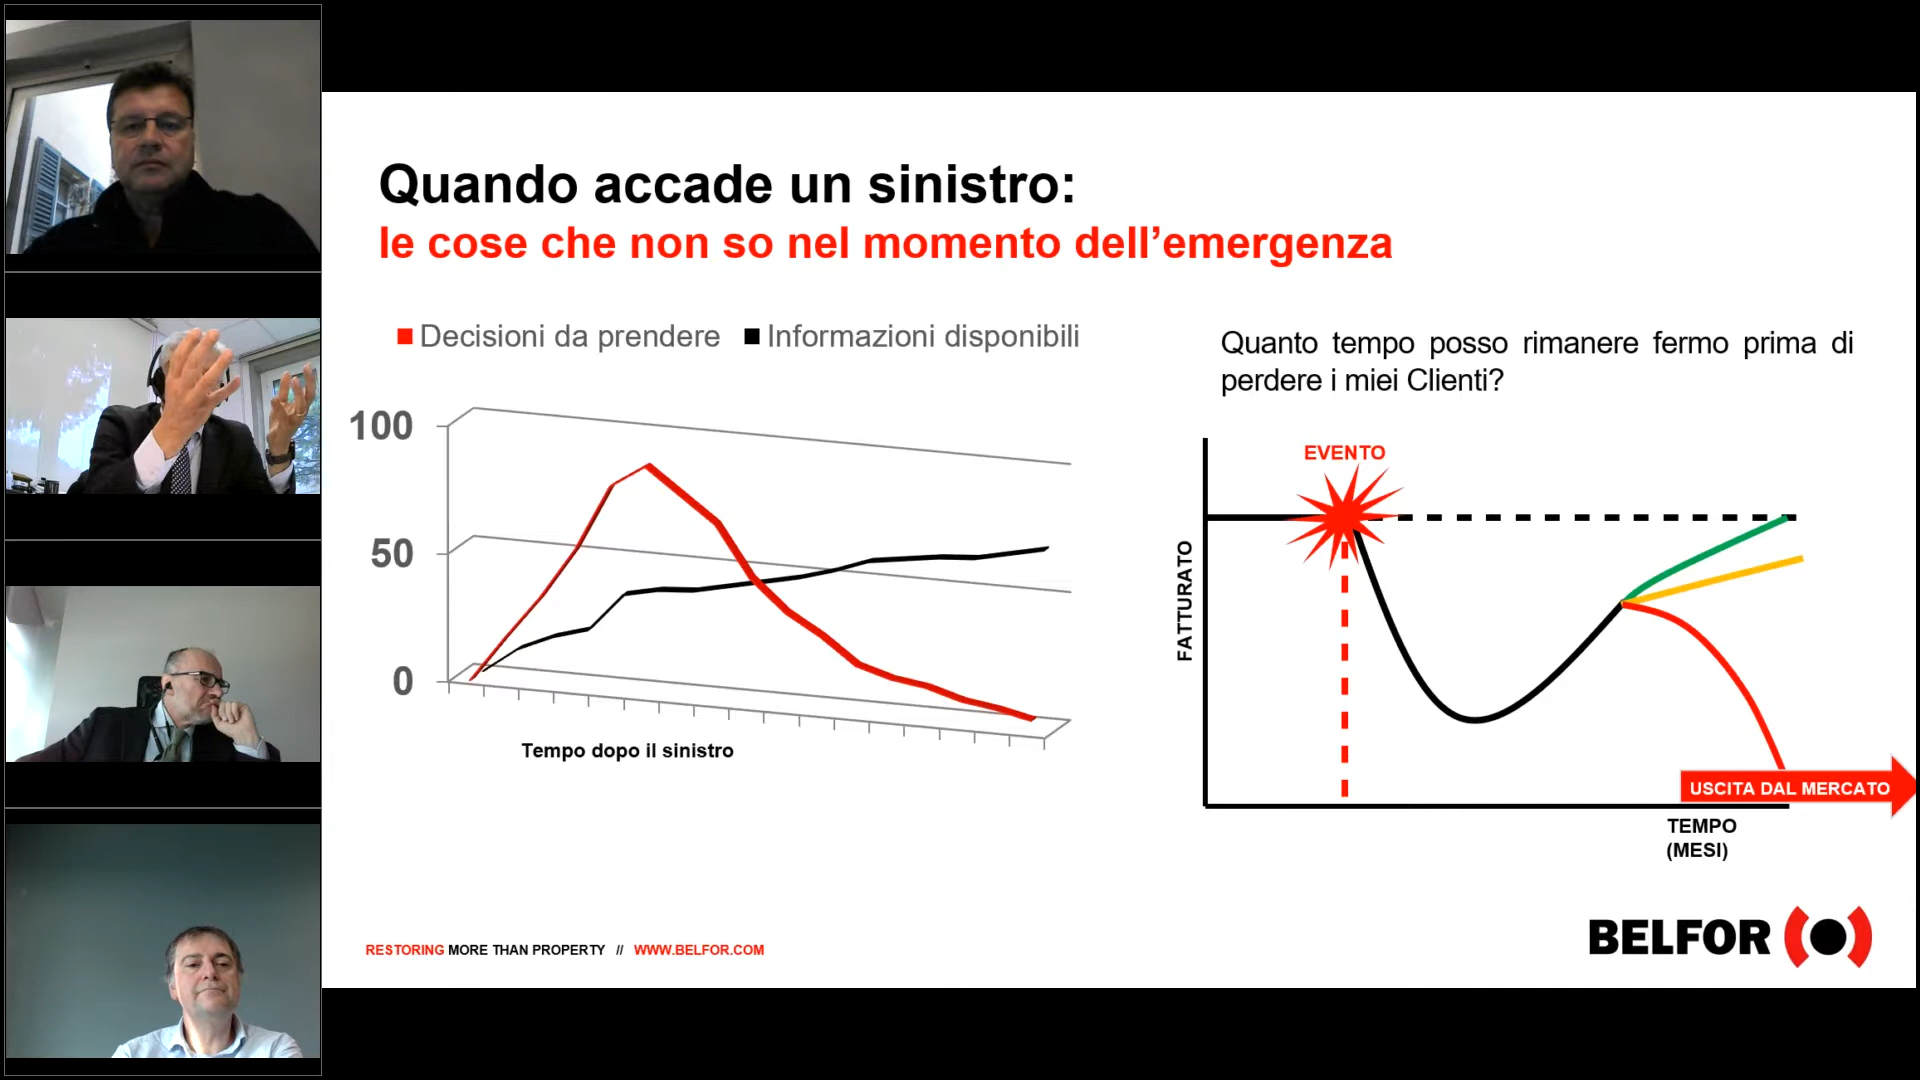 Quando accade un sinistro:
le cose che non so nel momento dell’emergenza
Decisioni da prendere Informazioni disponibili
100
50
0
Tempo dopo il sinistro
Quanto tempo posso rimanere fermo prima di
perdere i miei Clienti?
EVENTO
FATTURATO
USCITA DAL MERCATO
TEMPO
(MESI)
RESTORING MORE THAN PROPERTY // WWW.BELFOR.COM
BELFOR